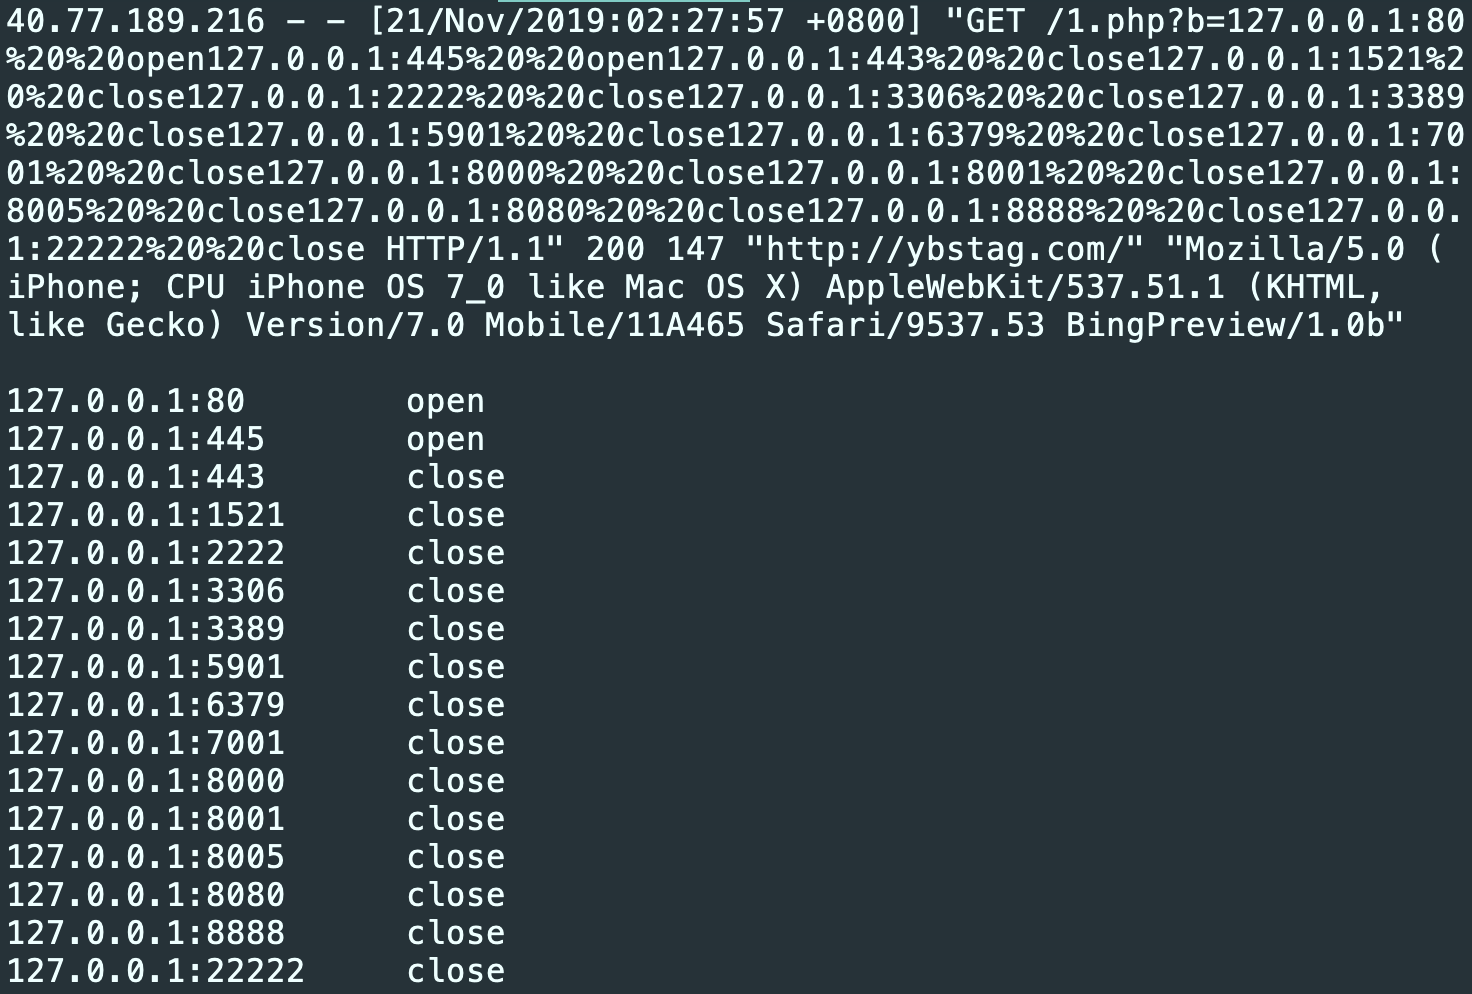 40.77.189.216 - - [21/Nov/2019:02:27:57 +0800] "GET /1.php?b=127.0.0.1:80
%20%20open127.0.0.1:445%20%20open127.0.0.1:443%20%20close127.0.0.1:1521%2
0%20close127.0.0.1:2222%20%20close127.0.0.1:3306%20%20close127.0.0.1:3389
%20%20close127.0.0.1:5901%20%20close127.0.0.1:6379%20%20close127.0.0.1:70
01%20%20close127.0.0.1:8000%20%20close127.0.0.1:8001%20%20close127.0.0.1:
8005%20%20close127.0.0.1:8080%20%20close127.0.0.1:8888%20%20close127.0.0.
1:22222%20%20close HTTP/1.1" 200 147 "http://ybstag.com/" "Mozilla/5.0 (
iPhone; CPU iPhone OS 7_0 like Mac OS X) AppleWebKit/537.51.1 (KHTML,
like Gecko) Version/7.0 Mobile/11A465 Safari/9537.53 BingPreview/1.0b"
127.0.0.1:80 open
127.0.0.1:445 open
127.0.0.1:443 close
127.0.0.1:1521 close
127.0.0.1:2222 close
127.0.0.1:3306 close
127.0.0.1:3389 close
127.0.0.1:5901 close
127.0.0.1:6379 close
127.0.0.1:7001 close
127.0.0.1:8000 close
127.0.0.1:8001 close
127.0.0.1:8005 close
127.0.0.1:8080 close
127.0.0.1:8888 close
127.0.0.1:22222 close